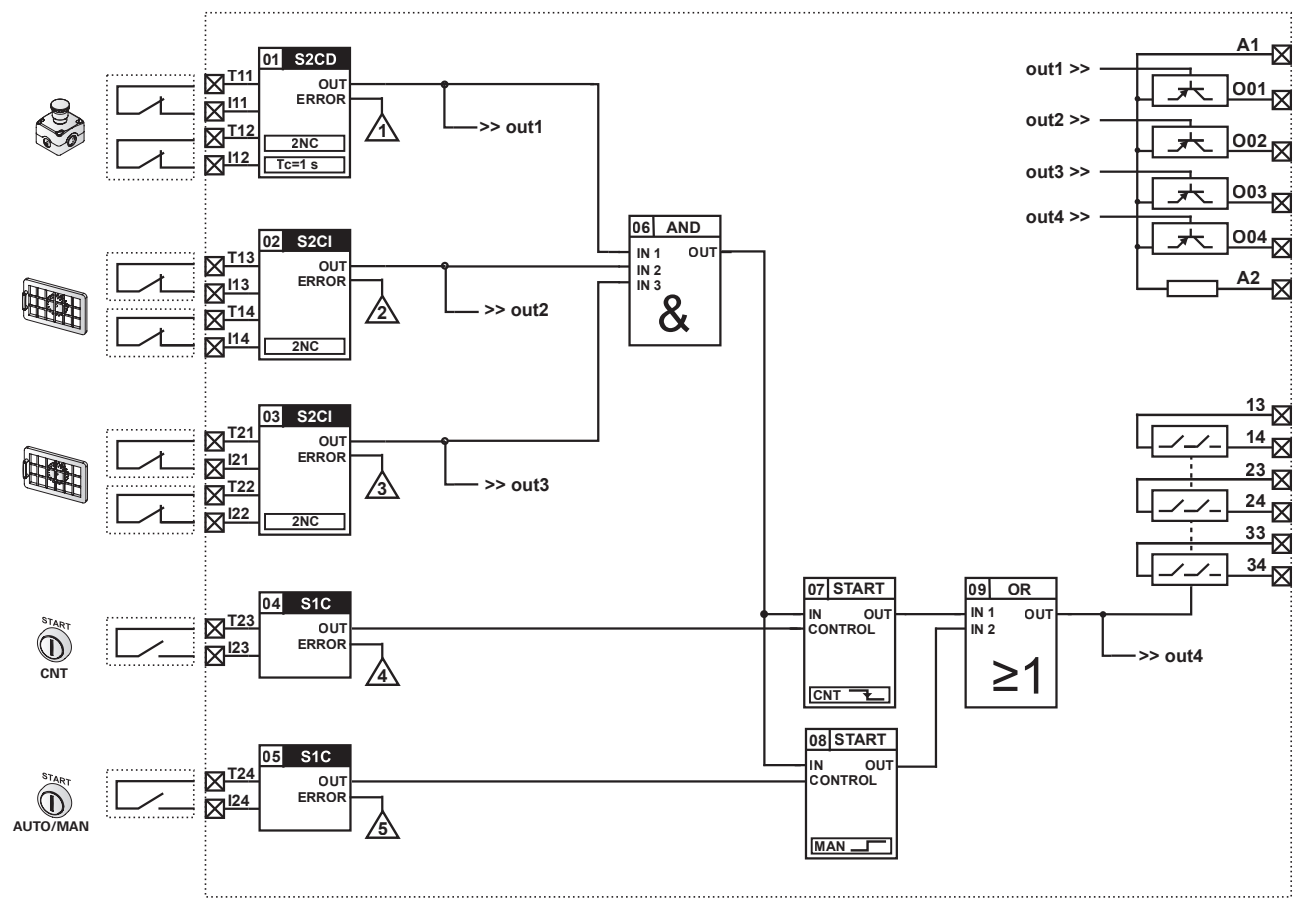 01 S2CD
T11
I11
T12
I12
OUT
ERROR
1
2NC
Tc=1 s
>> out1
02 S2CI
T13
I13
T14
I14
OUT
ERROR
2
2NC
>> out2
03 S2CI
T21
I21
T22
I22
OUT
ERROR
3
2NC
>> out3
START
CNT
04 S1C
T23
I23
OUT
ERROR
4
START
AUTO/MAN
05 S1C
T24
I24
OUT
ERROR
5
06 AND
IN 1 OUT
IN 2
IN 3
&
07 START
IN OUT
CONTROL
CNT
08 START
IN OUT
CONTROL
MAN
09 OR
IN 1 OUT
IN 2
≥1
>> out4
A1
out1 >>
O01
out2 >>
O02
out3 >>
O03
out4 >>
O04
A2
13
14
23
24
33
34